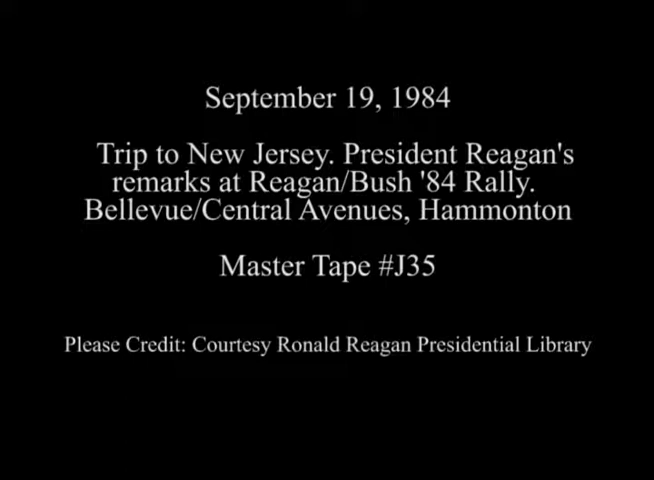 September 19, 1984
Trip to New Jersey. President Reagan's
remarks at Reagan/Bush '84 Rally.
Bellevue/Central Avenues, Hammonton
Master Tape #J35
Please Credit: Courtesy Ronald Reagan Presidential Library